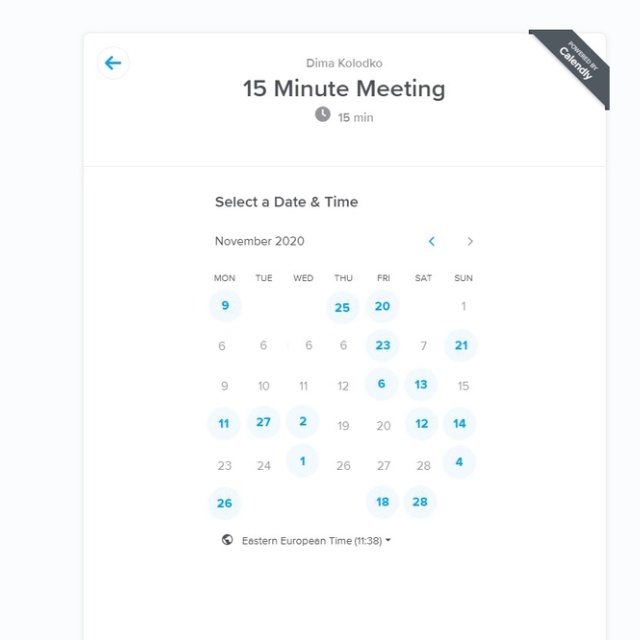 POWERED BY
Calendly
Dima Kolodko
15 Minute Meeting
15 min
Select a Date & Time
November 2020
MON TUE WED THU FRI SAT SUN
9 25 20 1
6 6 6 6 23 7 21
9 10 11 12 6 13 15
11 27 2 19 20 12 14
23 24 1 26 27 28 4
26 18 28
Eastern European Time (11:38)